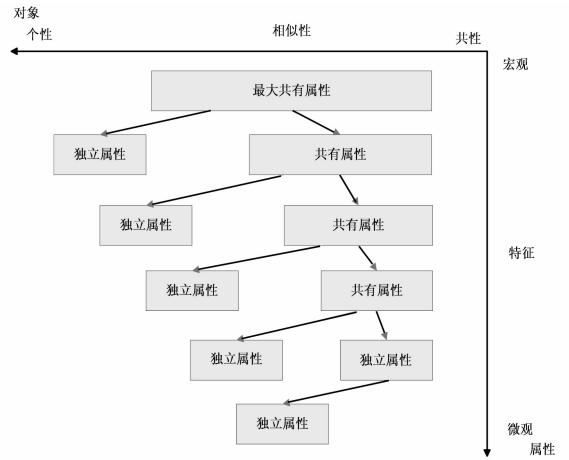 对象
个性
相似性
共性
宏观
最大共有属性
独立属性
共有属性
独立属性
共有属性
特征
独立属性
共有属性
独立属性
独立属性
独立属性
微观
属性